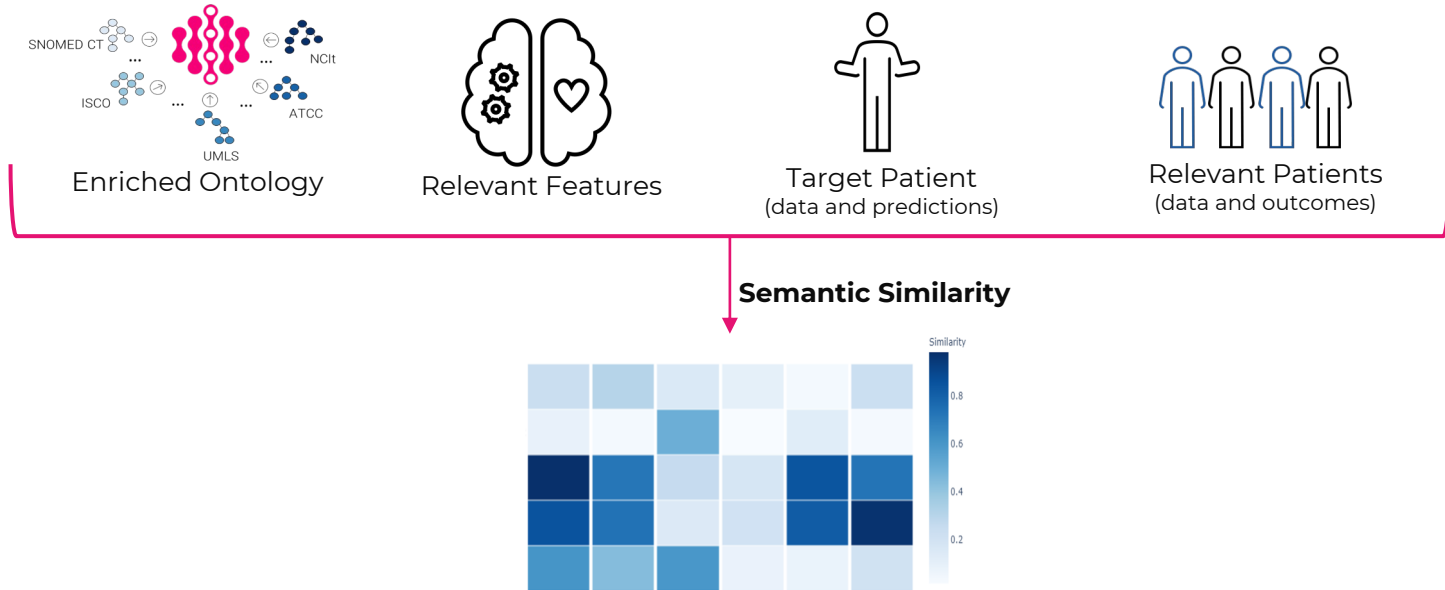 SNOMED CT
...
...
NCIt
ISCO
...
...
ATCC
UMLS
Enriched Ontology
Relevant Features
Target Patient
(data and predictions)
Relevant Patients
(data and outcomes)
Semantic Similarity
Similarity
0.8
0.6
0.4
0.2